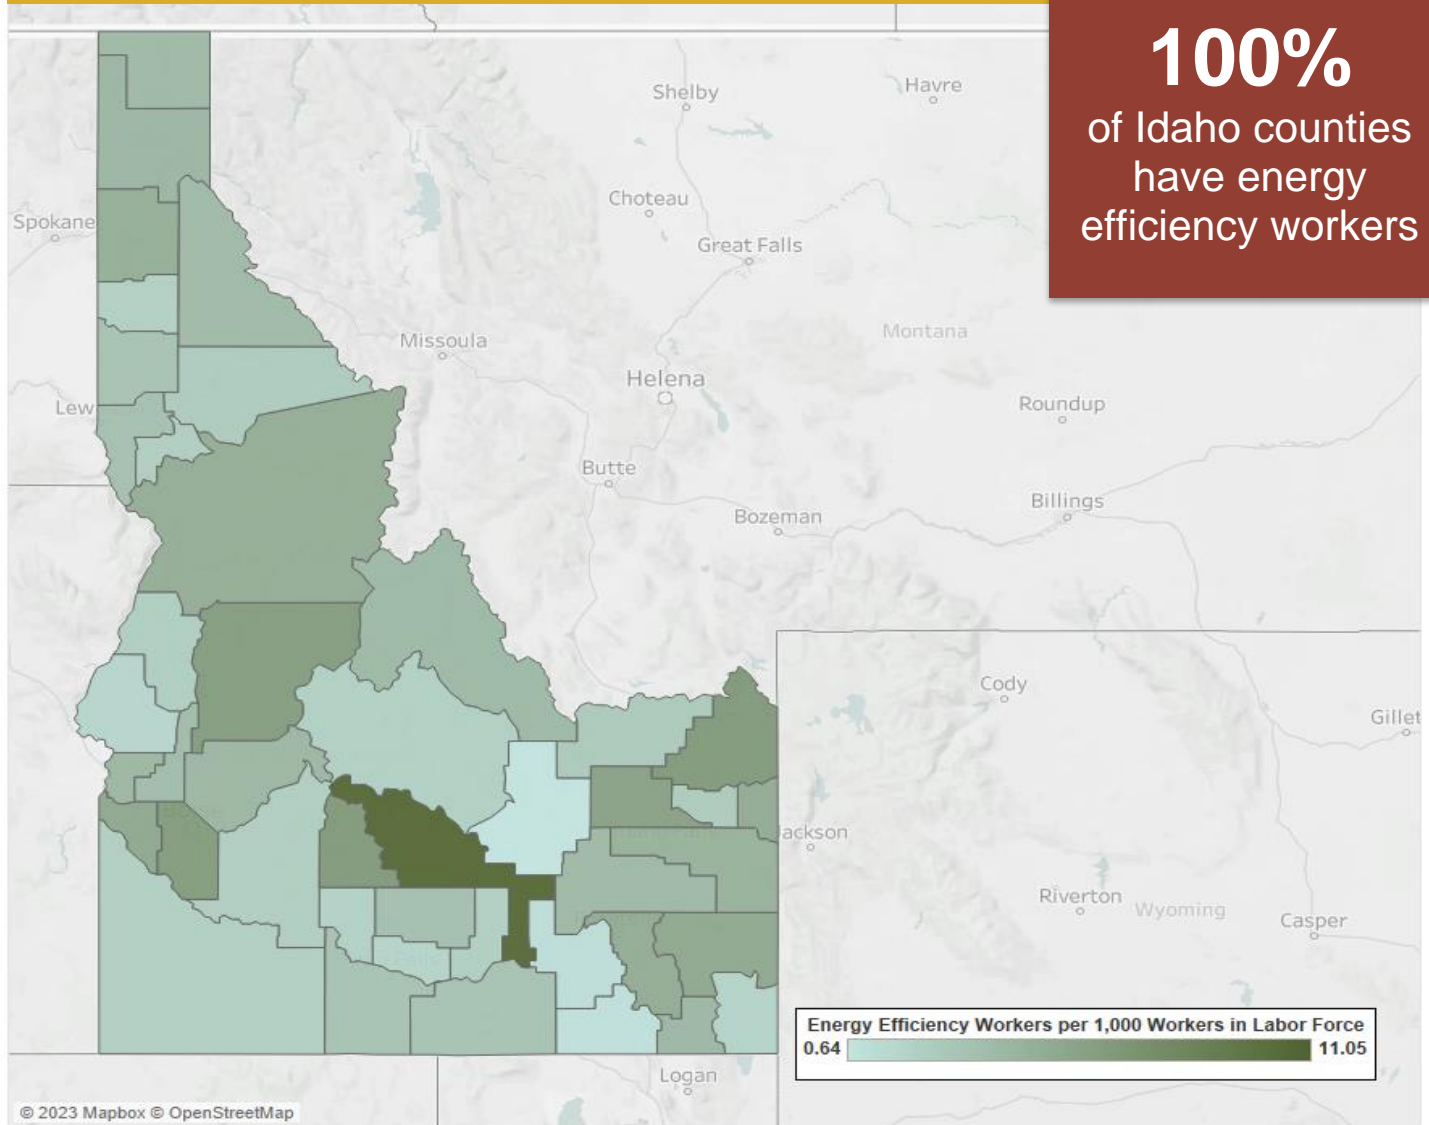 100%
of Idaho counties
have energy
efficiency workers
Shelby
Havre
Choteau
Spokane
Great Falls
Montana
Missoula
Helena
Roundup
Lew
Butte
Billings
Bozeman
Cody
Gillet
Jackson
Riverton
Wyoming
Casper
Energy Efficiency Workers per 1,000 Workers in Labor Force
0.64
11.05
Logan
© 2023 Mapbox © OpenStreetMap